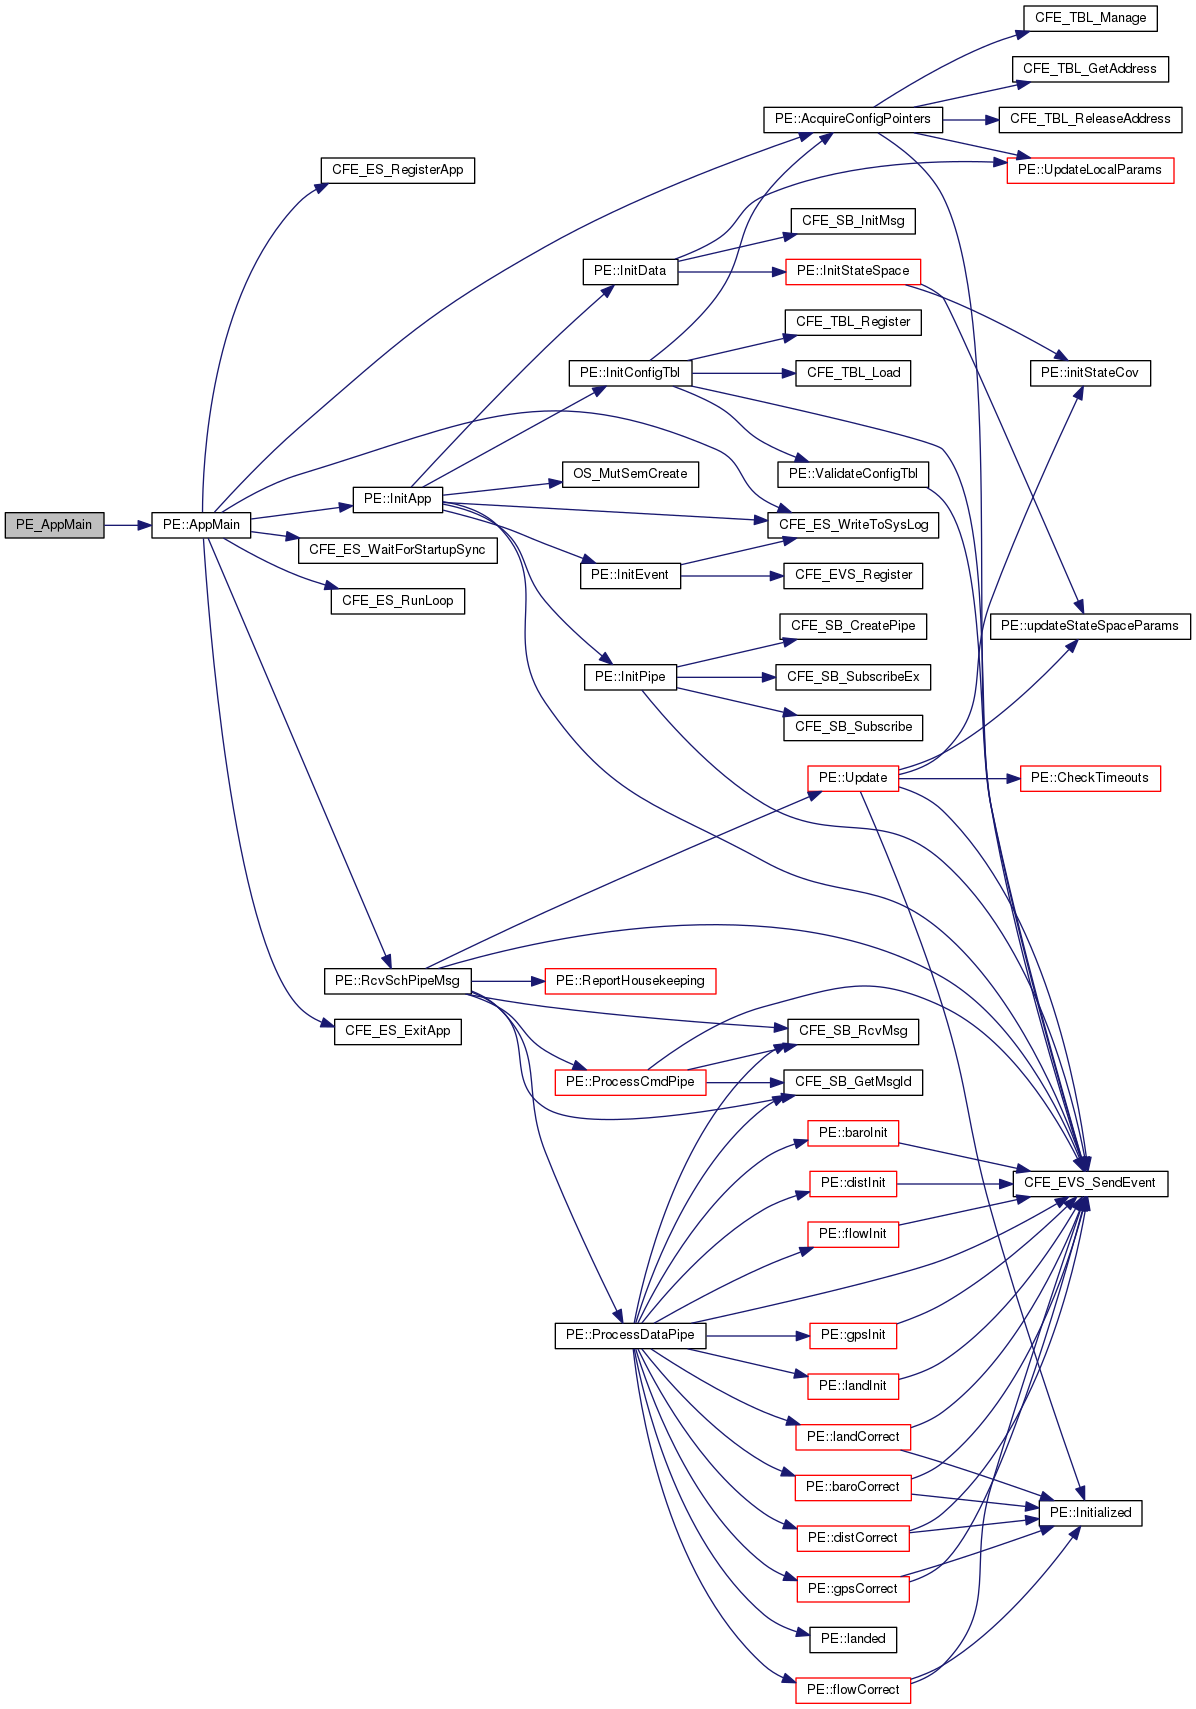 CFE_TBL_Manage
CFE_TBL_GetAddress
PE::AcquireConfigPointers
CFE_TBL_ReleaseAddress
CFE_ES_RegisterApp
PE::UpdateLocalParams
CFE_SB_InitMsg
PE::InitData
PE::InitStateSpace
CFE_TBL_Register
PE::InitConfigTbl
CFE_TBL_Load
PE::initStateCov
OS_MutSemCreate
PE::ValidateConfigTbl
PE::InitApp
PE_AppMain
PE::AppMain
CFE_ES_WriteToSysLog
CFE_ES_WaitForStartupSync
PE::InitEvent
CFE_EVS_Register
CFE_ES_RunLoop
CFE_SB_CreatePipe
PE::updateStateSpaceParams
PE::InitPipe
CFE_SB_SubscribeEx
CFE_SB_Subscribe
PE::Update
PE::CheckTimeouts
PE::RcvSchPipeMsg
PE::ReportHousekeeping
CFE_ES_ExitApp
CFE_SB_RcvMsg
PE::ProcessCmdPipe
CFE_SB_GetMsgId
PE::baroInit
PE::distInit
CFE_EVS_SendEvent
PE::flowInit
PE::ProcessDataPipe
PE::gpsInit
PE::landInit
PE::landCorrect
PE::baroCorrect
PE::Initialized
PE::distCorrect
PE::gpsCorrect
PE::landed
PE::flowCorrect